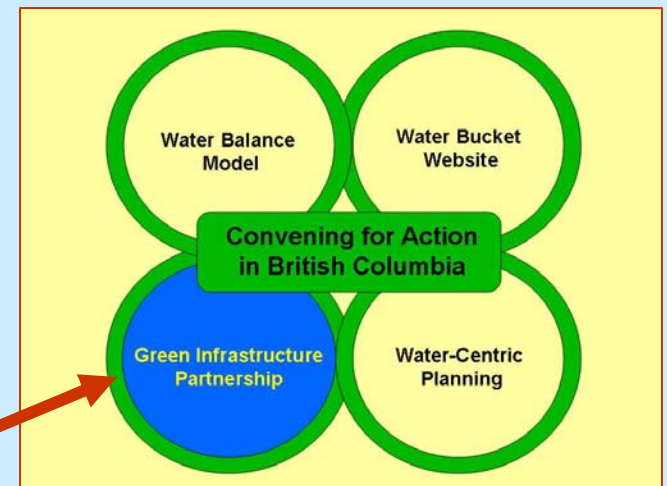 Water Balance
Model
Water Bucket
Website
Convening for Action
in British Columbia
Green Infrastructure
Partnership
Water-Centric
Planning